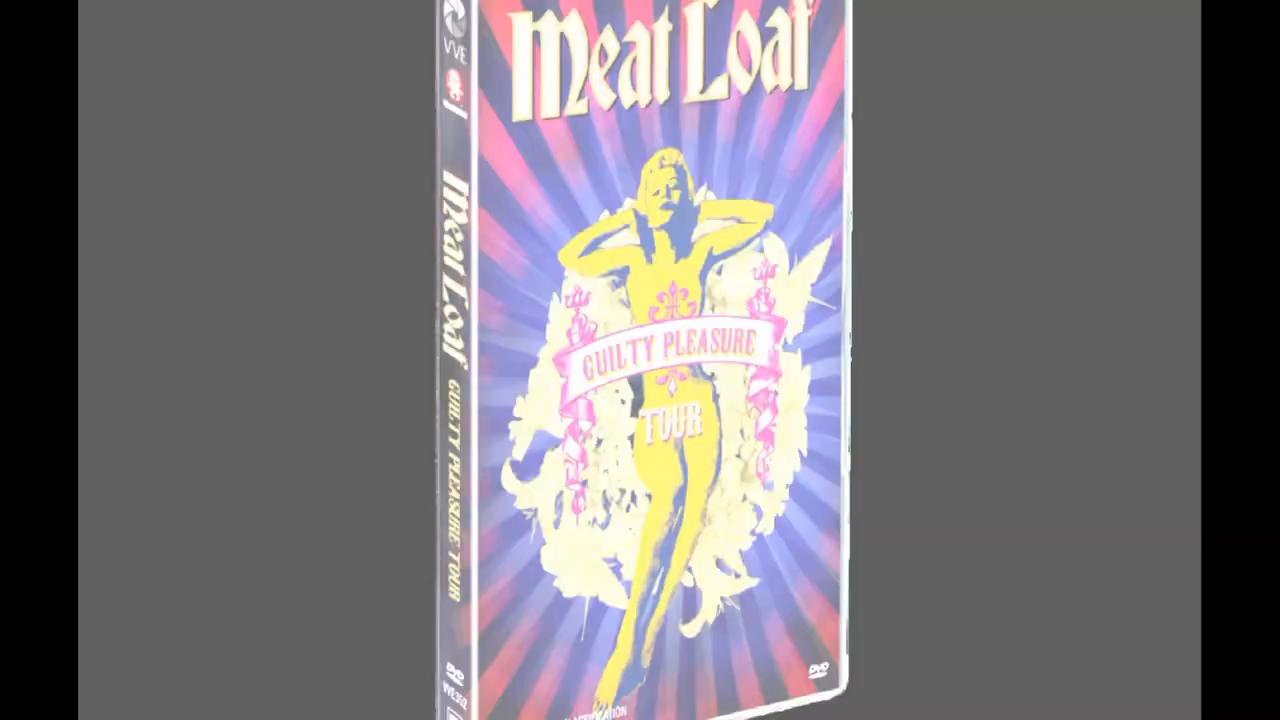 Meat Loaf
GUILTY PLEASURE
TOUR
DVD
VVE
Meat Loaf
GUILTY PLEASURE TOUR
DVD